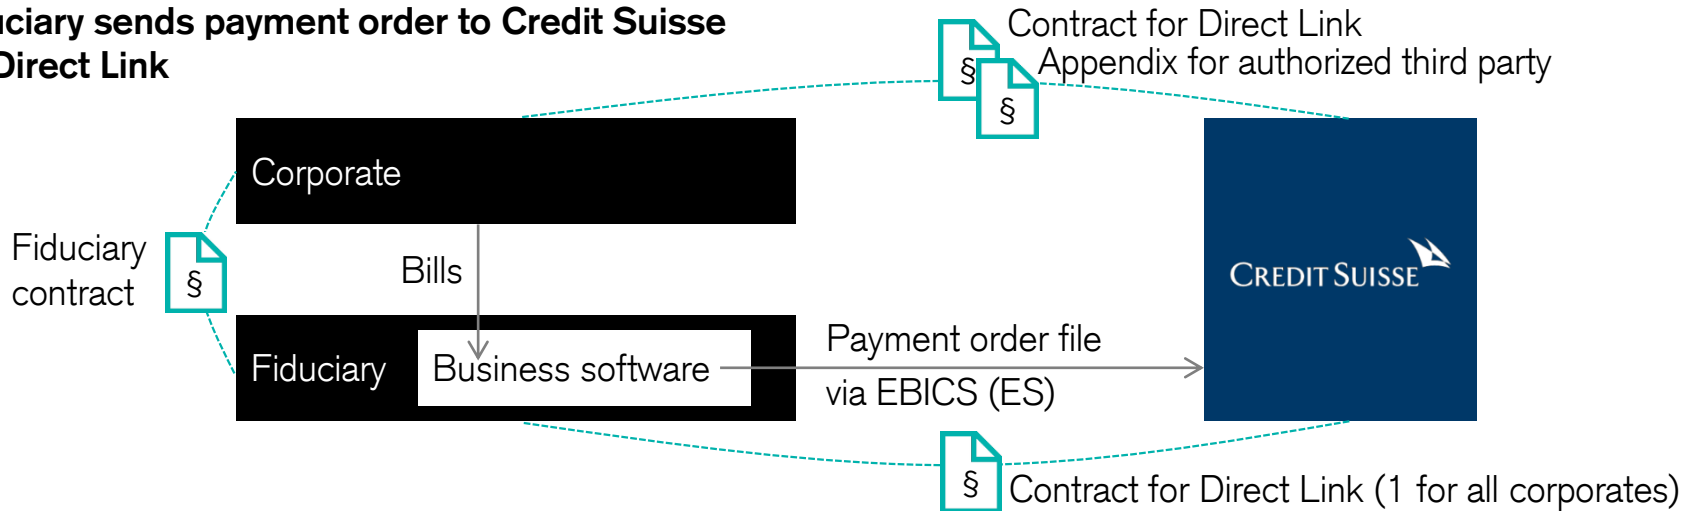 uciary sends payment order to Credit Suisse
Direct Link
Contract for Direct Link
§
Appendix for authorized third party
§
Corporate
Fiduciary
contract
§
Bills
CREDIT SUISSE
Fiduciary
Business software
Payment order file
via EBICS (ES)
§
Contract for Direct Link (1 for all corporates)